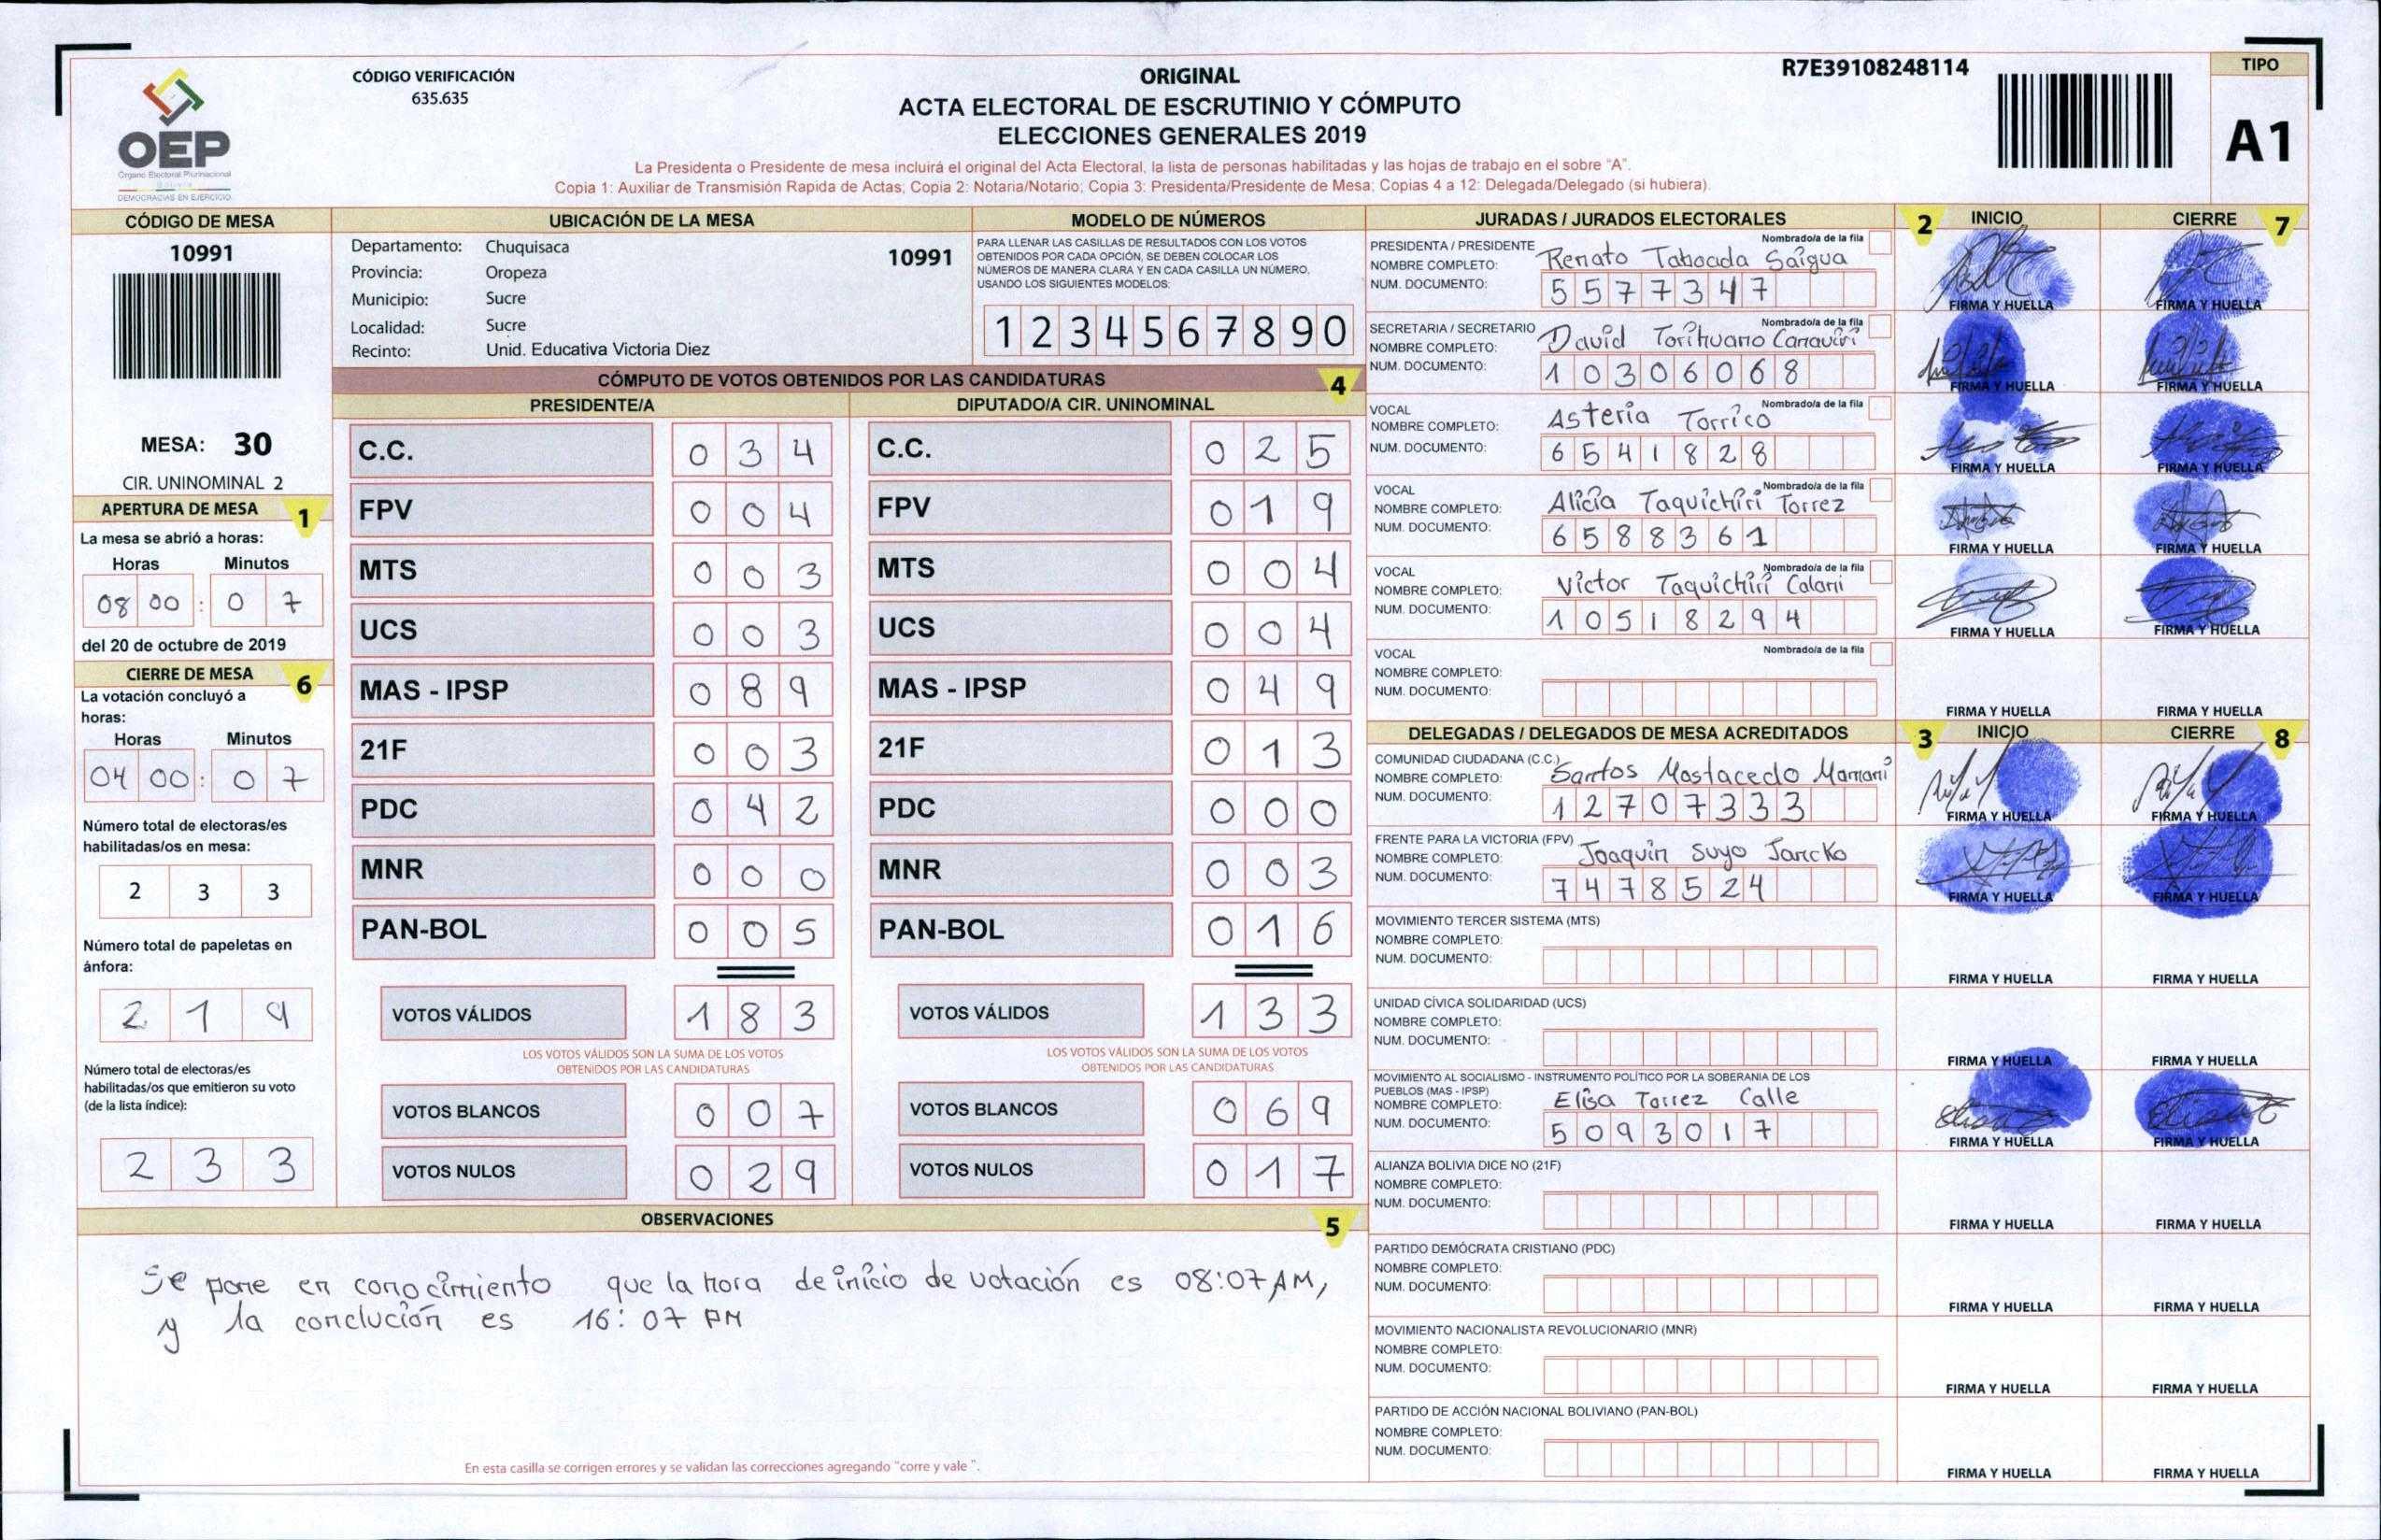 CÓDIGO VERIFICACIÓN
635.635
ORIGINAL
ACTA ELECTORAL DE ESCRUTINIO Y CÓMPUTO
ELECCIONES GENERALES 2019
R7E39108248114
TIPO
A1
OEP
Órgano Electoral Plurinacional
DEMOCRACIAS EN EJERCICIO
La Presidenta o Presidente de mesa incluirá el original del Acta Electoral, la lista de personas habilitadas y las hojas de trabajo en el sobre "A".
Copia 1: Auxiliar de Transmisión Rapida de Actas; Copia 2: Notaria/Notario; Copia 3: Presidenta/Presidente de Mesa; Copias 4 a 12: Delegada/Delegado (si hubiera).
CÓDIGO DE MESA
10991
MESA: 30
CIR. UNINOMINAL 2
APERTURA DE MESA 1
La mesa se abrió a horas:
Horas Minutos
08 00 : 0 7
del 20 de octubre de 2019
CIERRE DE MESA 6
La votación concluyó a
horas:
Horas Minutos
04 00 : 0 7
Número total de electoras/es
habilitadas/os en mesa:
2 3 3
Número total de papeletas en
ánfora:
2 1 9
Número total de electoras/es
habilitadas/os que emitieron su voto
(de la lista índice):
2 3 3
UBICACIÓN DE LA MESA
Departamento: Chuquisaca 10991
Provincia: Oropeza
Municipio: Sucre
Localidad: Sucre
Recinto: Unid. Educativa Victoria Diez
MODELO DE NÚMEROS
PARA LLENAR LAS CASILLAS DE RESULTADOS CON LOS VOTOS
OBTENIDOS POR CADA OPCIÓN, SE DEBEN COLOCAR LOS
NÚMEROS DE MANERA CLARA Y EN CADA CASILLA UN NÚMERO,
USANDO LOS SIGUIENTES MODELOS:
1 2 3 4 5 6 7 8 9 0
CÓMPUTO DE VOTOS OBTENIDOS POR LAS CANDIDATURAS 4
PRESIDENTE/A
C.C. 0 3 4
FPV 0 0 4
MTS 0 0 3
UCS 0 0 3
MAS - IPSP 0 8 9
21F 0 0 3
PDC 0 4 2
MNR 0 0 0
PAN-BOL 0 0 5
VOTOS VÁLIDOS 1 8 3
LOS VOTOS VÁLIDOS SON LA SUMA DE LOS VOTOS
OBTENIDOS POR LAS CANDIDATURAS
VOTOS BLANCOS 0 0 7
VOTOS NULOS 0 2 9
DIPUTADO/A CIR. UNINOMINAL
C.C. 0 2 5
FPV 0 1 9
MTS 0 0 4
UCS 0 0 4
MAS - IPSP 0 4 9
21F 0 1 3
PDC 0 0 0
MNR 0 0 3
PAN-BOL 0 1 6
VOTOS VÁLIDOS 1 3 3
LOS VOTOS VÁLIDOS SON LA SUMA DE LOS VOTOS
OBTENIDOS POR LAS CANDIDATURAS
VOTOS BLANCOS 0 6 9
VOTOS NULOS 0 1 7
OBSERVACIONES 5
Se pone en conocimiento que la hora de inicio de votación es 08:07 AM,
y la conclución es 16:07 PM
En esta casilla se corrigen errores y se validan las correcciones agregando "corre y vale ".
JURADAS / JURADOS ELECTORALES 2 INICIO CIERRE 7
PRESIDENTA / PRESIDENTE Nombrado/a de la fila
NOMBRE COMPLETO: Renato Taboada Saigua
NUM. DOCUMENTO: 5 5 7 7 3 4 7
FIRMA Y HUELLA FIRMA Y HUELLA
SECRETARIA / SECRETARIO Nombrado/a de la fila
NOMBRE COMPLETO: David Torihuano Canaviri
NUM. DOCUMENTO: 1 0 3 0 6 0 6 8
FIRMA Y HUELLA FIRMA Y HUELLA
VOCAL Nombrado/a de la fila
NOMBRE COMPLETO: Asteria Torrico
NUM. DOCUMENTO: 6 5 4 1 8 2 8
FIRMA Y HUELLA FIRMA Y HUELLA
VOCAL Nombrado/a de la fila
NOMBRE COMPLETO: Alicia Taquichiri Torrez
NUM. DOCUMENTO: 6 5 8 8 3 6 1
FIRMA Y HUELLA FIRMA Y HUELLA
VOCAL Nombrado/a de la fila
NOMBRE COMPLETO: Victor Taquichiri Calani
NUM. DOCUMENTO: 1 0 5 1 8 2 9 4
FIRMA Y HUELLA FIRMA Y HUELLA
VOCAL Nombrado/a de la fila
NOMBRE COMPLETO:
NUM. DOCUMENTO:
FIRMA Y HUELLA FIRMA Y HUELLA
DELEGADAS / DELEGADOS DE MESA ACREDITADOS 3 INICIO CIERRE 8
COMUNIDAD CIUDADANA (C.C.)
NOMBRE COMPLETO: Santos Mostacedo Mamani
NUM. DOCUMENTO: 1 2 7 0 7 3 3 3
FIRMA Y HUELLA FIRMA Y HUELLA
FRENTE PARA LA VICTORIA (FPV)
NOMBRE COMPLETO: Joaquin Suyo Jancko
NUM. DOCUMENTO: 7 4 7 8 5 2 4
FIRMA Y HUELLA FIRMA Y HUELLA
MOVIMIENTO TERCER SISTEMA (MTS)
NOMBRE COMPLETO:
NUM. DOCUMENTO:
FIRMA Y HUELLA FIRMA Y HUELLA
UNIDAD CÍVICA SOLIDARIDAD (UCS)
NOMBRE COMPLETO:
NUM. DOCUMENTO:
FIRMA Y HUELLA FIRMA Y HUELLA
MOVIMIENTO AL SOCIALISMO - INSTRUMENTO POLÍTICO POR LA SOBERANIA DE LOS
PUEBLOS (MAS - IPSP)
NOMBRE COMPLETO: Elisa Torrez Calle
NUM. DOCUMENTO: 5 0 9 3 0 1 7
FIRMA Y HUELLA FIRMA Y HUELLA
ALIANZA BOLIVIA DICE NO (21F)
NOMBRE COMPLETO:
NUM. DOCUMENTO:
FIRMA Y HUELLA FIRMA Y HUELLA
PARTIDO DEMÓCRATA CRISTIANO (PDC)
NOMBRE COMPLETO:
NUM. DOCUMENTO:
FIRMA Y HUELLA FIRMA Y HUELLA
MOVIMIENTO NACIONALISTA REVOLUCIONARIO (MNR)
NOMBRE COMPLETO:
NUM. DOCUMENTO:
FIRMA Y HUELLA FIRMA Y HUELLA
PARTIDO DE ACCIÓN NACIONAL BOLIVIANO (PAN-BOL)
NOMBRE COMPLETO:
NUM. DOCUMENTO:
FIRMA Y HUELLA FIRMA Y HUELLA